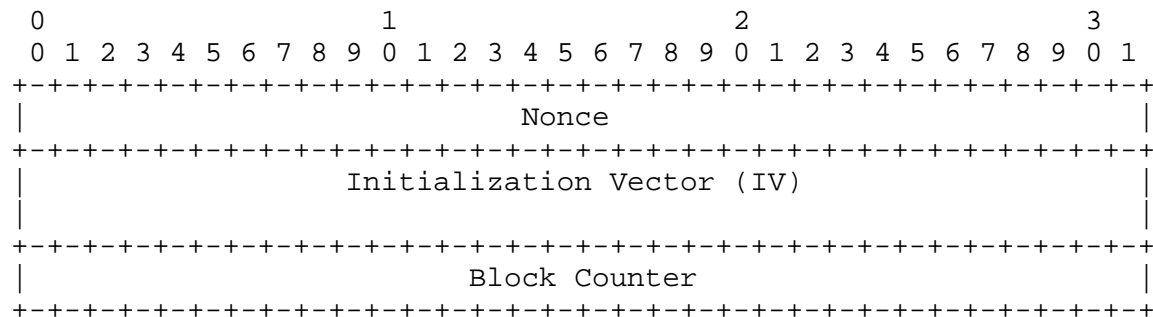 0                   1                   2                   3
 0 1 2 3 4 5 6 7 8 9 0 1 2 3 4 5 6 7 8 9 0 1 2 3 4 5 6 7 8 9 0 1
+-+-+-+-+-+-+-+-+-+-+-+-+-+-+-+-+-+-+-+-+-+-+-+-+-+-+-+-+-+-+-+-+
|                            Nonce                              |
+-+-+-+-+-+-+-+-+-+-+-+-+-+-+-+-+-+-+-+-+-+-+-+-+-+-+-+-+-+-+-+-+
|                  Initialization Vector (IV)                   |
|                                                               |
+-+-+-+-+-+-+-+-+-+-+-+-+-+-+-+-+-+-+-+-+-+-+-+-+-+-+-+-+-+-+-+-+
|                         Block Counter                         |
+-+-+-+-+-+-+-+-+-+-+-+-+-+-+-+-+-+-+-+-+-+-+-+-+-+-+-+-+-+-+-+-+